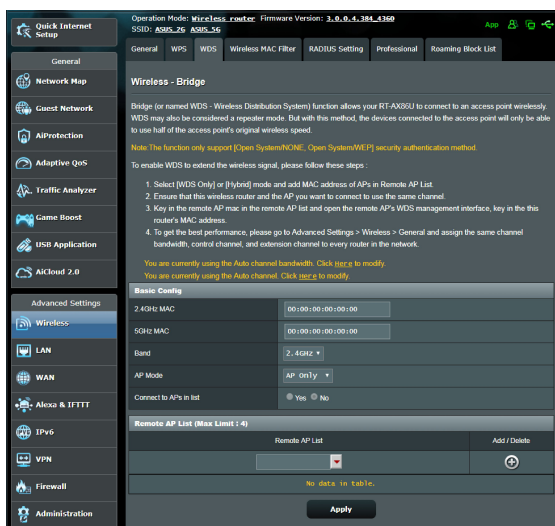 Quick Internet
Setup
General
Network Map
Guest Network
AiProtection
Adaptive QoS
Traffic Analyzer
Game Boost
USB Application
AiCloud 2.0
Advanced Settings
Wireless
LAN
WAN
Alexa & IFTTT
IPv6
VPN
Firewall
Administration
Operation Mode: Wireless router Firmware Version: 3.0.0.4.384_4360
SSID: ASUS_26 ASUS_56
App
General WPS WDS Wireless MAC Filter RADIUS Setting Professional Roaming Block List
Wireless - Bridge
Bridge (or named WDS - Wireless Distribution System) function allows your RT-AX86U to connect to an access point wirelessly.
WDS may also be considered a repeater mode. But with this method, the devices connected to the access point will only be able
to use half of the access point's original wireless speed.
Note:The function only support [Open System/NONE, Open System/WEP] security authentication method.
To enable WDS to extend the wireless signal, please follow these steps :
1. Select [WDS Only] or [Hybrid] mode and add MAC address of APs in Remote AP List.
2. Ensure that this wireless router and the AP you want to connect to use the same channel.
3. Key in the remote AP mac in the remote AP list and open the remote AP's WDS management interface, key in the this
router's MAC address.
4. To get the best performance, please go to Advanced Settings > Wireless > General and assign the same channel
bandwidth, control channel, and extension channel to every router in the network.
You are currently using the Auto channel bandwidth. Click Here to modify.
You are currently using the Auto channel. Click Here to modify.
Basic Config
2.4GHz MAC 00:00:00:00:00:00
5GHz MAC 00:00:00:00:00:00
Band 2.4GHz
AP Mode AP Only
Connect to APs in list Yes No
Remote AP List (Max Limit : 4)
Remote AP List Add / Delete
No data in table.
Apply